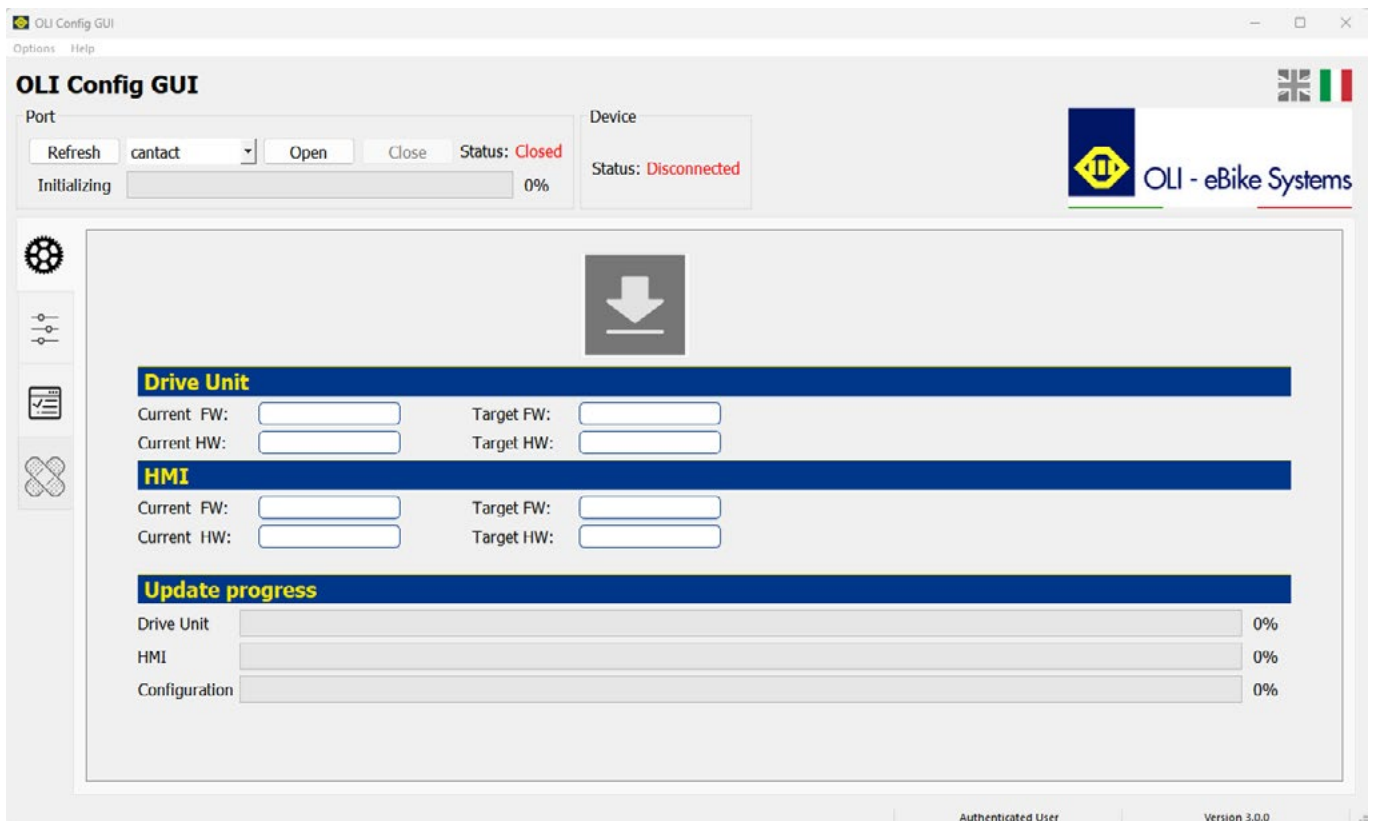 OLI Config GUI
Options Help
OLI Config GUI
Port
Refresh cantact Open Close Status: Closed
Initializing 0%
Device
Status: Disconnected
OLI - eBike Systems
Drive Unit
Current FW: Target FW:
Current HW: Target HW:
HMI
Current FW: Target FW:
Current HW: Target HW:
Update progress
Drive Unit 0%
HMI 0%
Configuration 0%
Authenticated User Version 3.0.0